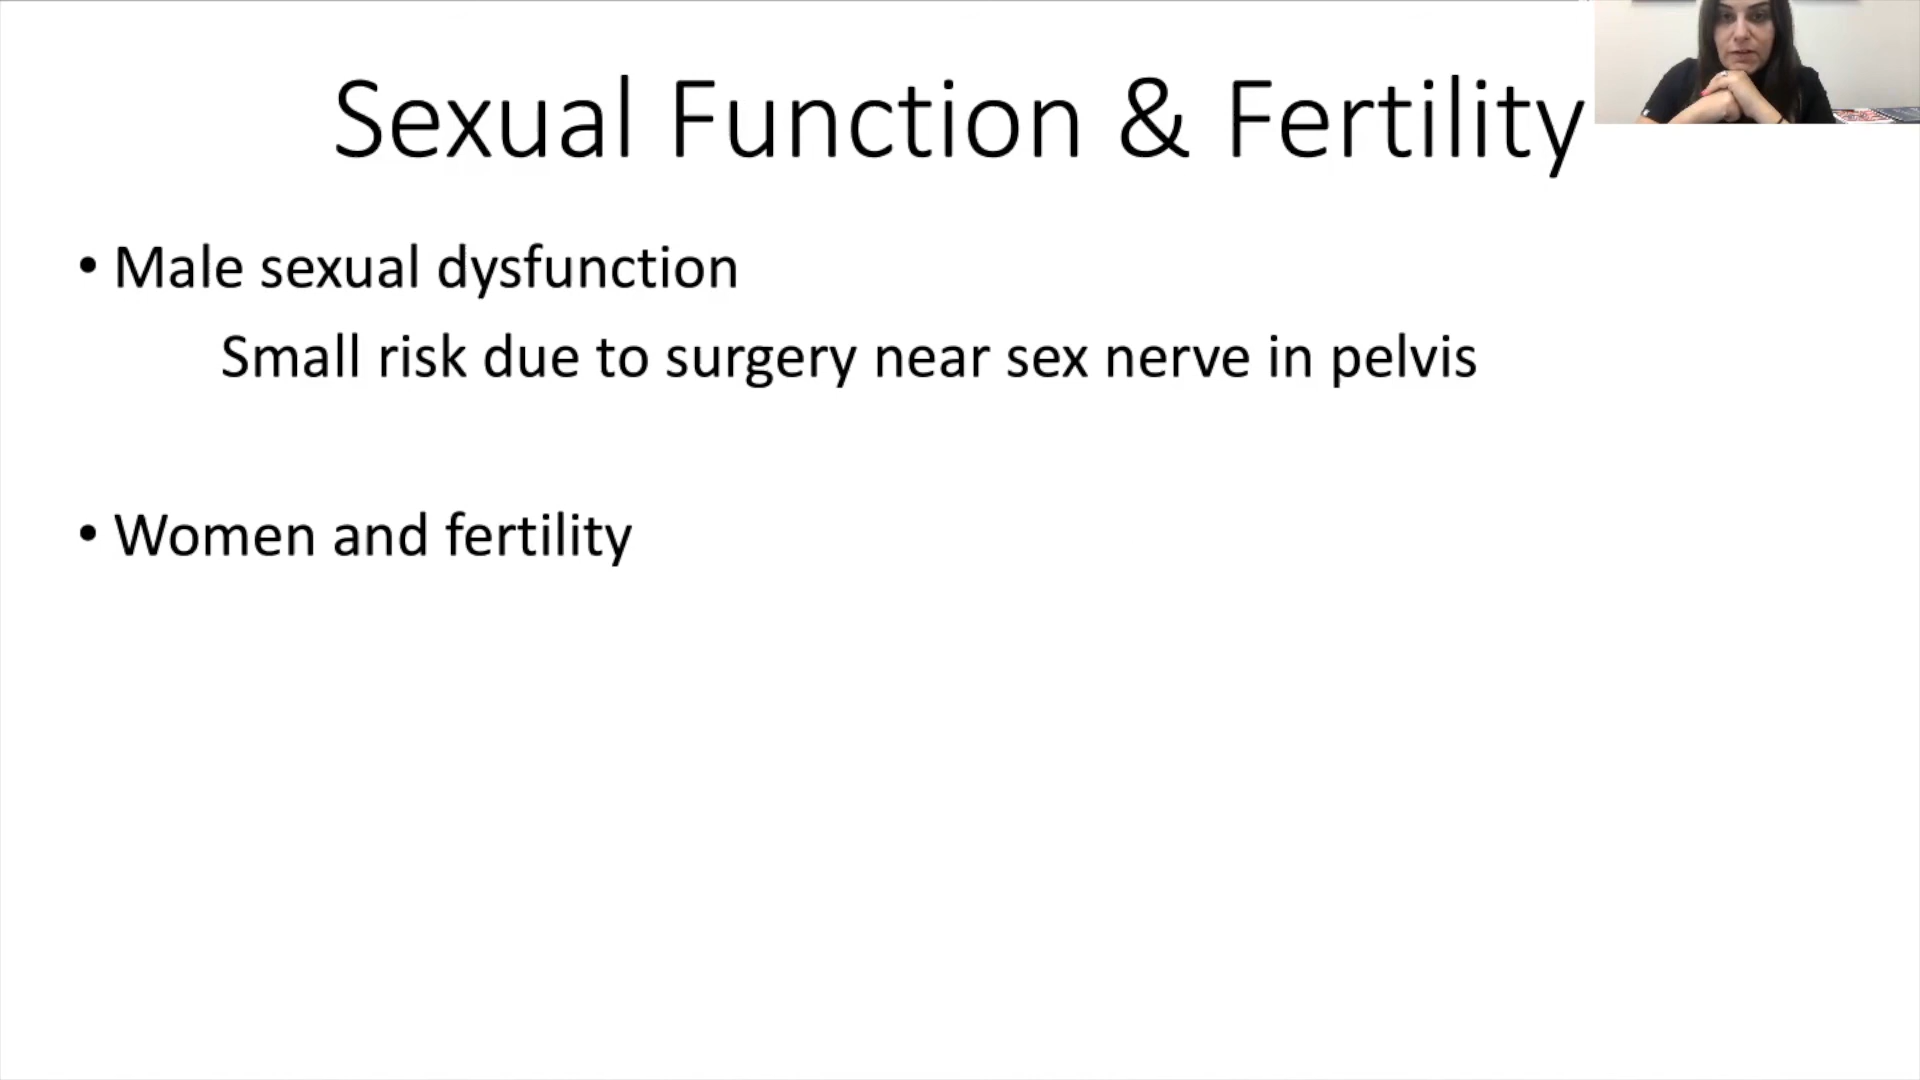 Sexual Function & Fertility
• Male sexual dysfunction
Small risk due to surgery near sex nerve in pelvis
• Women and fertility